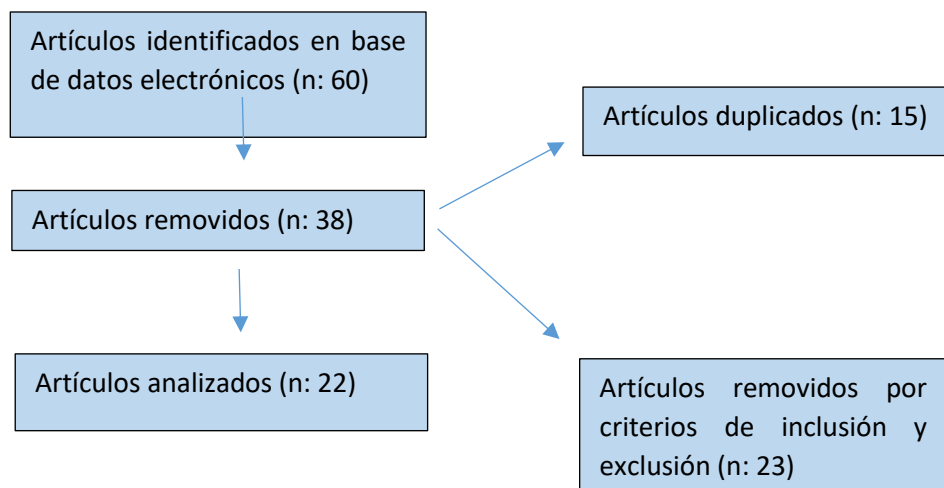 Artículos identificados en base
de datos electrónicos (n: 60)
Artículos duplicados (n: 15)
Artículos removidos (n: 38)
Artículos analizados (n: 22)
Artículos removidos por
criterios de inclusión y
exclusión (n: 23)